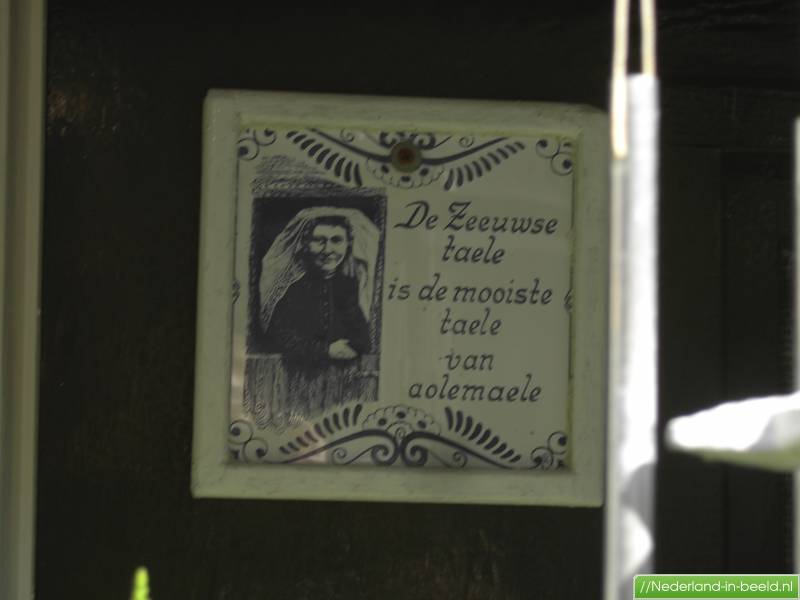 De Zeeuwse
taele
is de mooiste
taele
van
aolemaele
//Nederland-in-beeld.nl